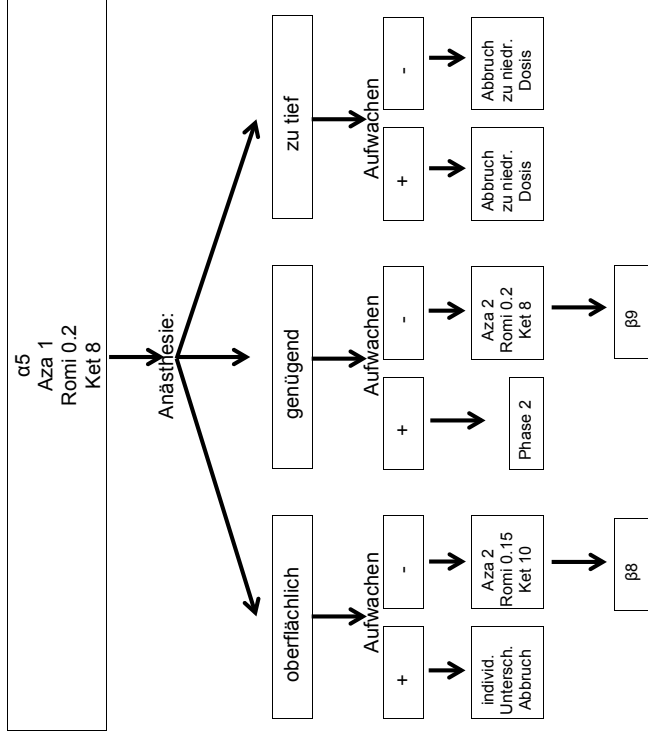 α5
Aza 1
Romi 0.2
Ket 8
Anästhesie:
oberflächlich
genügend
zu tief
Aufwachen
Aufwachen
Aufwachen
+
-
+
-
+
-
individ.
Untersch.
Abbruch
Aza 2
Romi 0.15
Ket 10
Phase 2
Aza 2
Romi 0.2
Ket 8
Abbruch
zu niedr.
Dosis
Abbruch
zu niedr.
Dosis
β8
β9